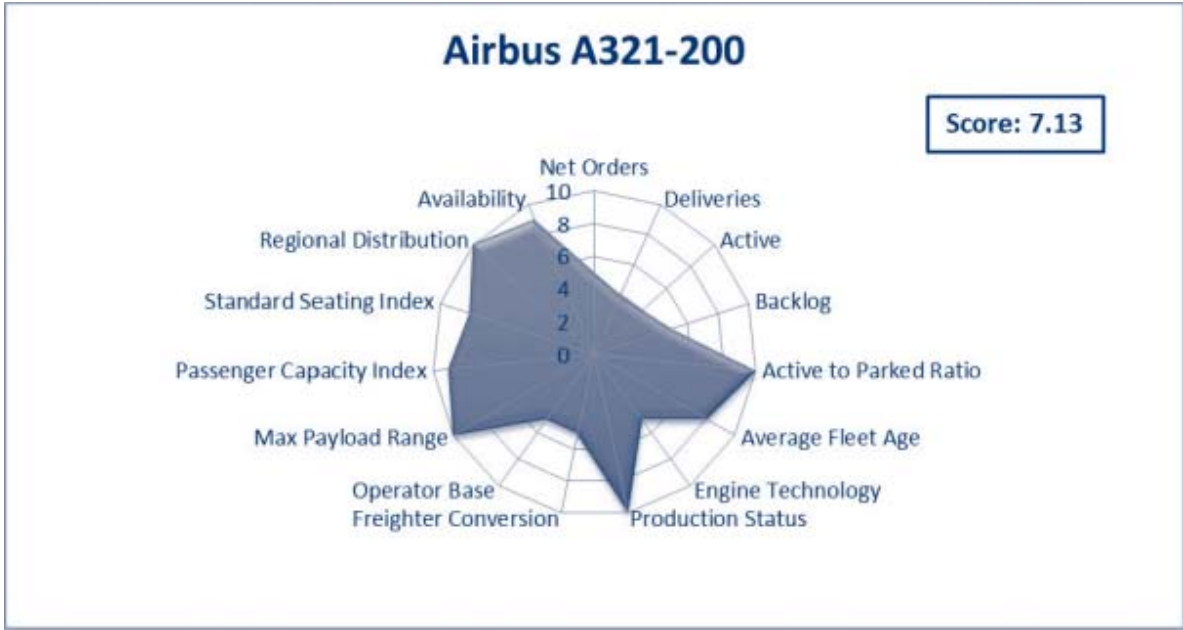 Airbus A321-200
Score: 7.13
Net Orders
Deliveries
Active
Backlog
Active to Parked Ratio
Average Fleet Age
Engine Technology
Production Status
Freighter Conversion
Operator Base
Max Payload Range
Passenger Capacity Index
Standard Seating Index
Regional Distribution
Availability
10
8
6
4
2
0